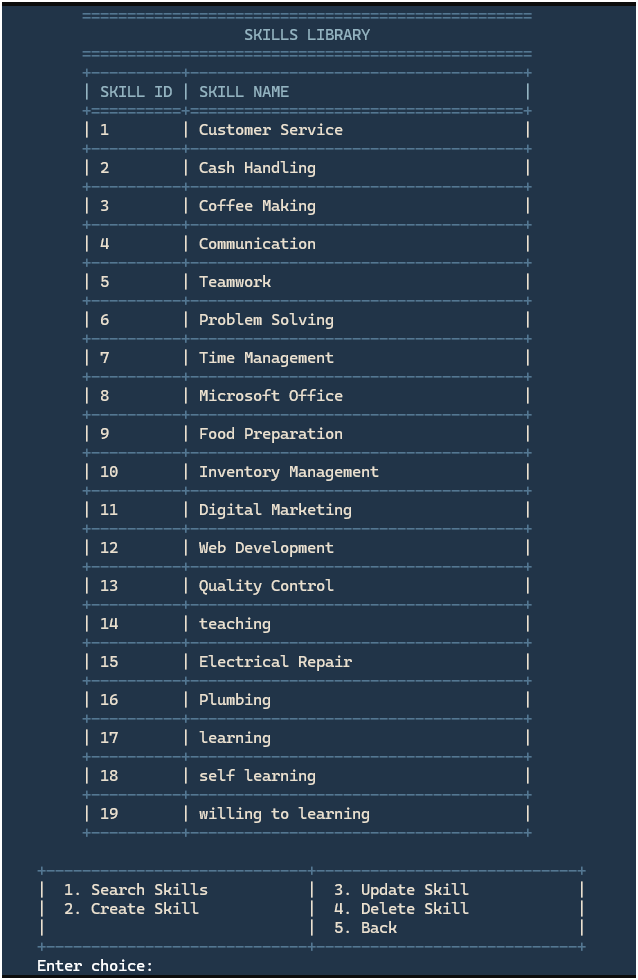 SKILLS LIBRARY
SKILL ID | SKILL NAME
1 | Customer Service
2 | Cash Handling
3 | Coffee Making
4 | Communication
5 | Teamwork
6 | Problem Solving
7 | Time Management
8 | Microsoft Office
9 | Food Preparation
10 | Inventory Management
11 | Digital Marketing
12 | Web Development
13 | Quality Control
14 | teaching
15 | Electrical Repair
16 | Plumbing
17 | learning
18 | self learning
19 | willing to learning
1. Search Skills | 3. Update Skill
2. Create Skill | 4. Delete Skill
5. Back
Enter choice: